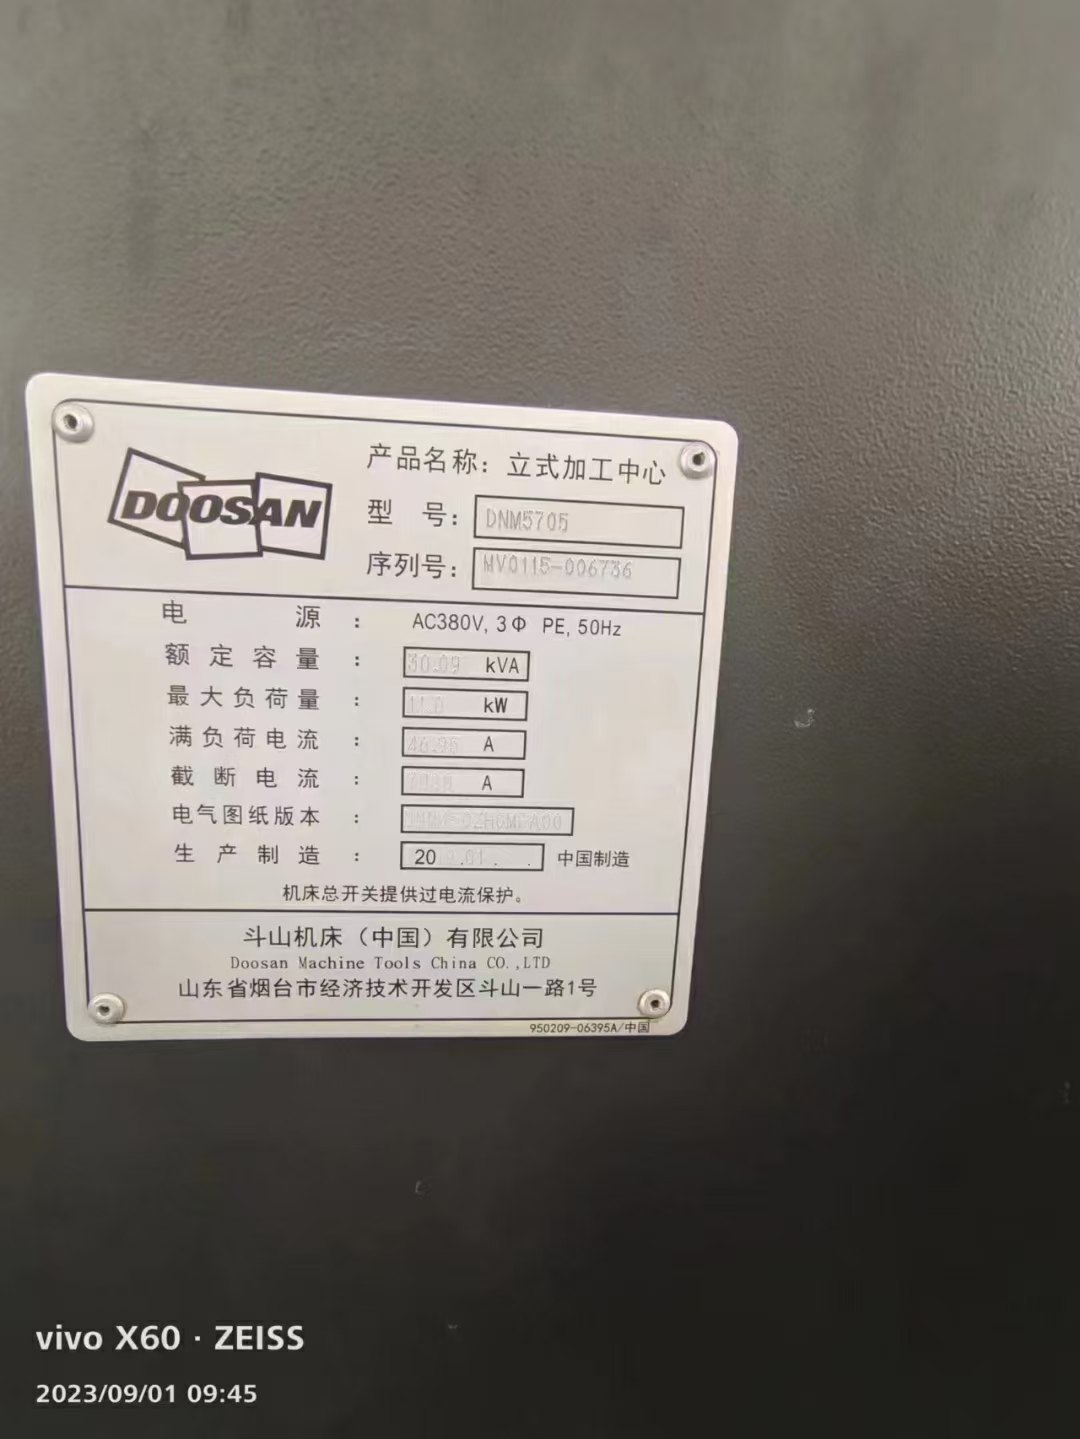 DOOSAN
产品名称：立式加工中心
型 号：DNM5705
序列号：MV0115-006736
电 源：AC380V, 3Φ PE, 50Hz
额定容量：30.09 kVA
最大负荷量：11.0 kW
满负荷电流：A
截断电流：A
电气图纸版本：
生产制造：20 . . 中国制造
机床总开关提供过电流保护。
斗山机床（中国）有限公司
Doosan Machine Tools China CO.,LTD
山东省烟台市经济技术开发区斗山一路1号
950209-06395A/中国
vivo X60 · ZEISS
2023/09/01 09:45